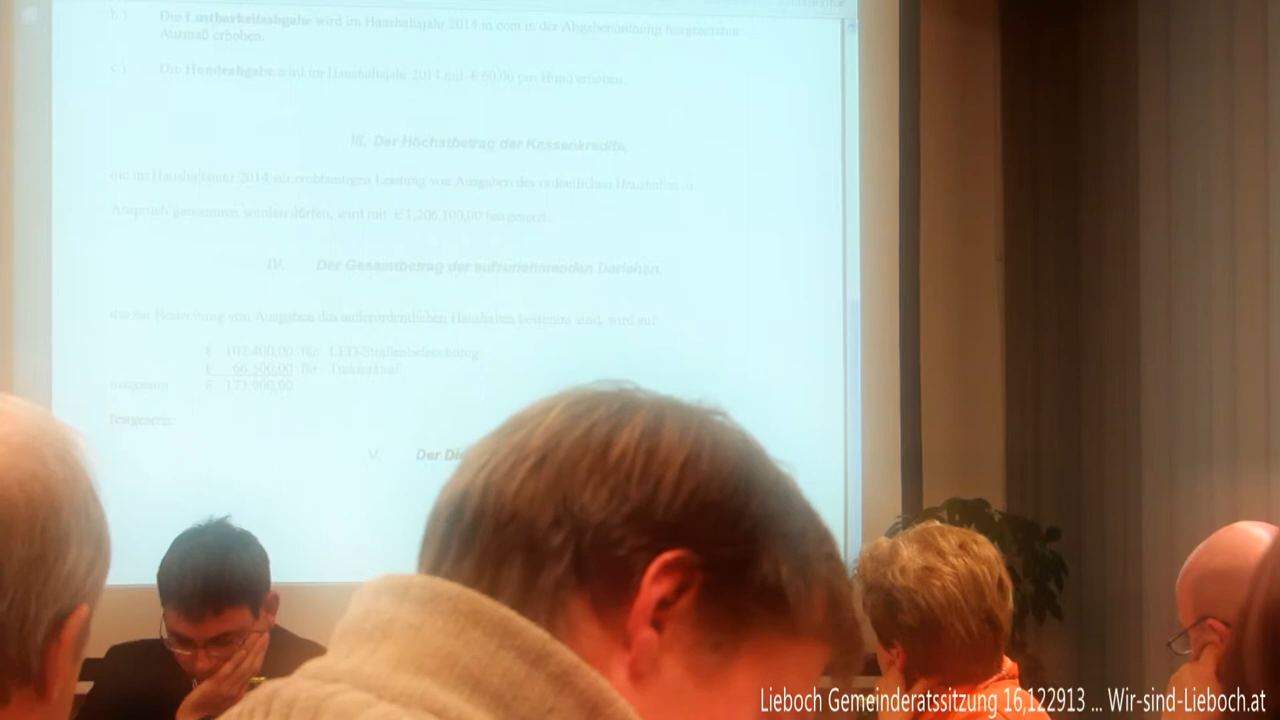 b.) Die Lustbarkeitsabgabe wird im Haushaltsjahr 2014 in dem in der Abgabenordnung festgesetzten
Ausmaß erhoben.
c.) Die Hundeabgabe wird im Haushaltsjahr 2014 mit € 60,00 pro Hund erhoben.
III. Der Höchstbetrag der Kassenkredite,
im Haushaltsjahr 2014 zur rechtzeitigen Leistung von Ausgaben des ordentlichen Haushaltes in
Anspruch genommen werden dürfen, wird mit € 1,206.100,00 festgesetzt.
IV. Der Gesamtbetrag der aufzunehmenden Darlehen,
die zur Bestreitung von Ausgaben des außerordentlichen Haushaltes bestimmt sind, wird auf
€ 107.400,00 für LED-Straßenbeleuchtung
€ 66.500,00 für
insgesamt € 173.900,00
festgesetzt.
V. Der Die
Lieboch Gemeinderatssitzung 16,122913 ... Wir-sind-Lieboch.at